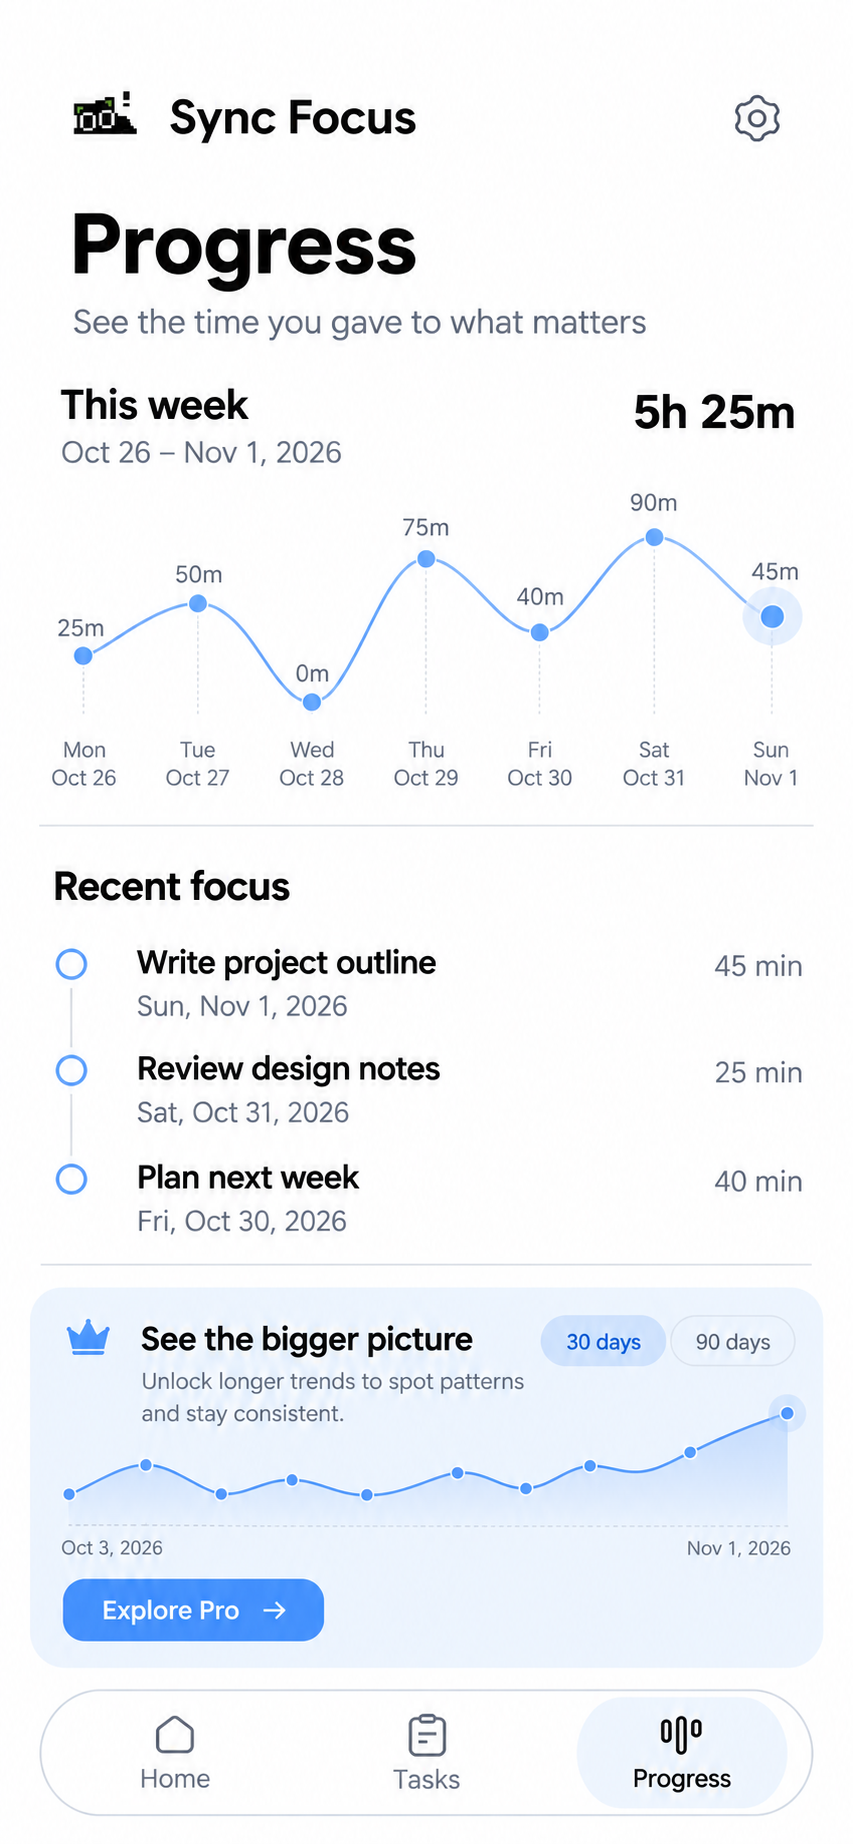 Sync Focus
Progress
See the time you gave to what matters
This week
5h 25m
Oct 26 – Nov 1, 2026
25m
50m
0m
75m
40m
90m
45m
Mon
Oct 26
Tue
Oct 27
Wed
Oct 28
Thu
Oct 29
Fri
Oct 30
Sat
Oct 31
Sun
Nov 1
Recent focus
Write project outline
45 min
Sun, Nov 1, 2026
Review design notes
25 min
Sat, Oct 31, 2026
Plan next week
40 min
Fri, Oct 30, 2026
See the bigger picture
30 days
90 days
Unlock longer trends to spot patterns
and stay consistent.
Oct 3, 2026
Nov 1, 2026
Explore Pro →
Home
Tasks
Progress